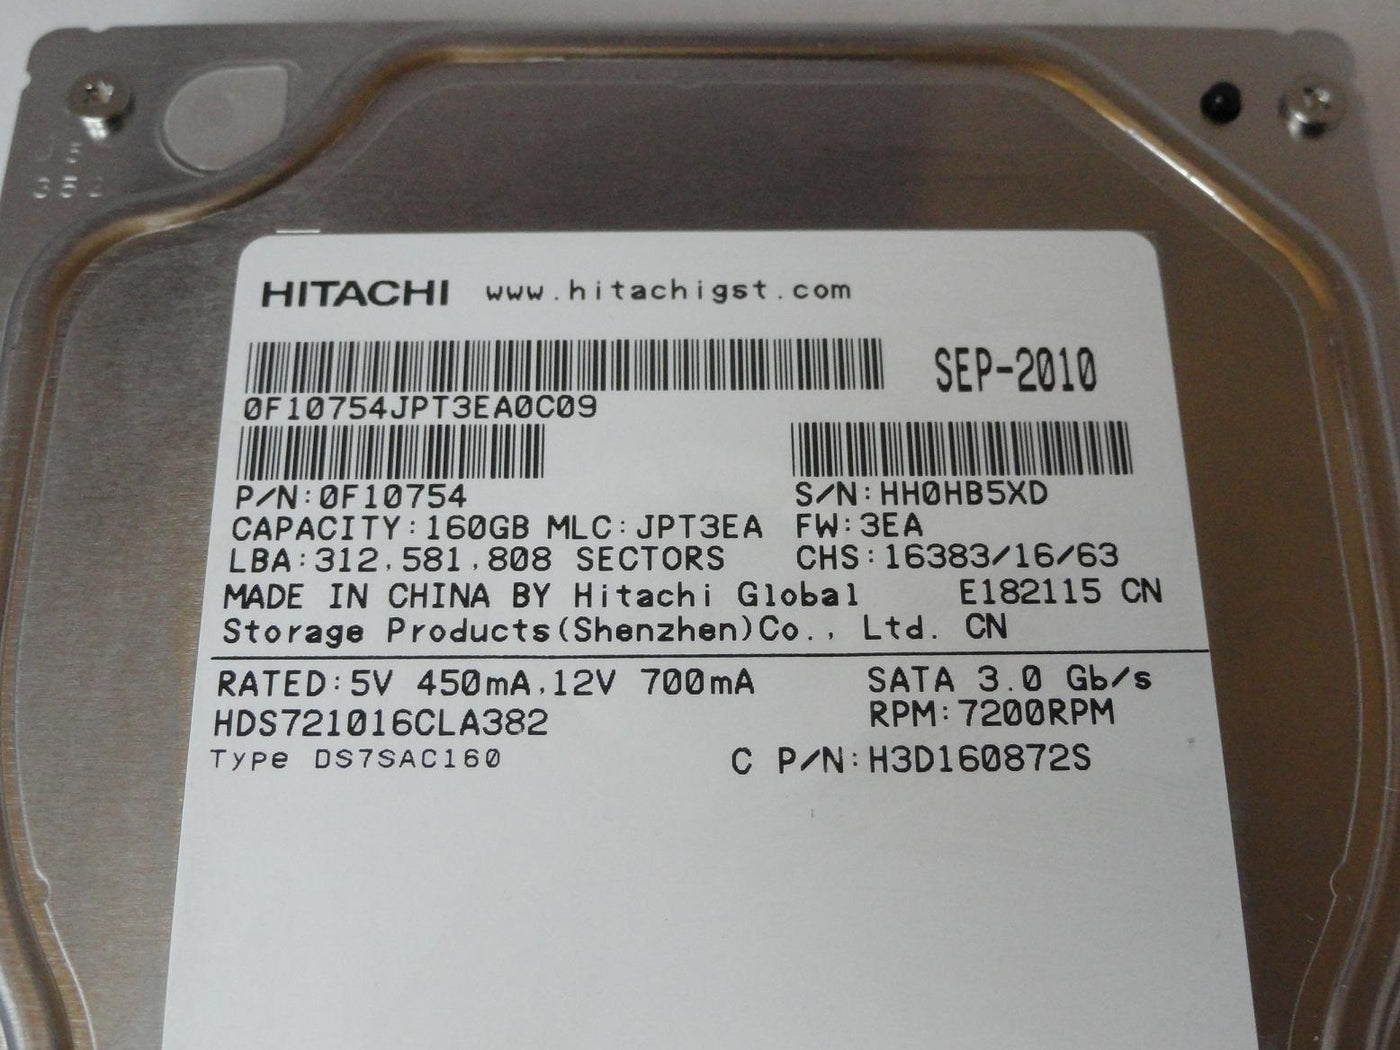 352
HITACHI www.hitachigst.com
SEP-2010
0F10754JPT3EA0C09
P/N:0F10754 S/N:HH0HB5XD
CAPACITY:160GB MLC:JPT3EA FW:3EA
LBA:312,581,808 SECTORS CHS:16383/16/63
MADE IN CHINA BY Hitachi Global E182115 CN
Storage Products(Shenzhen)Co., Ltd. CN
RATED:5V 450mA,12V 700mA SATA 3.0 Gb/s
HDS721016CLA382 RPM:7200RPM
Type DS7SAC160 C P/N:H3D160872S